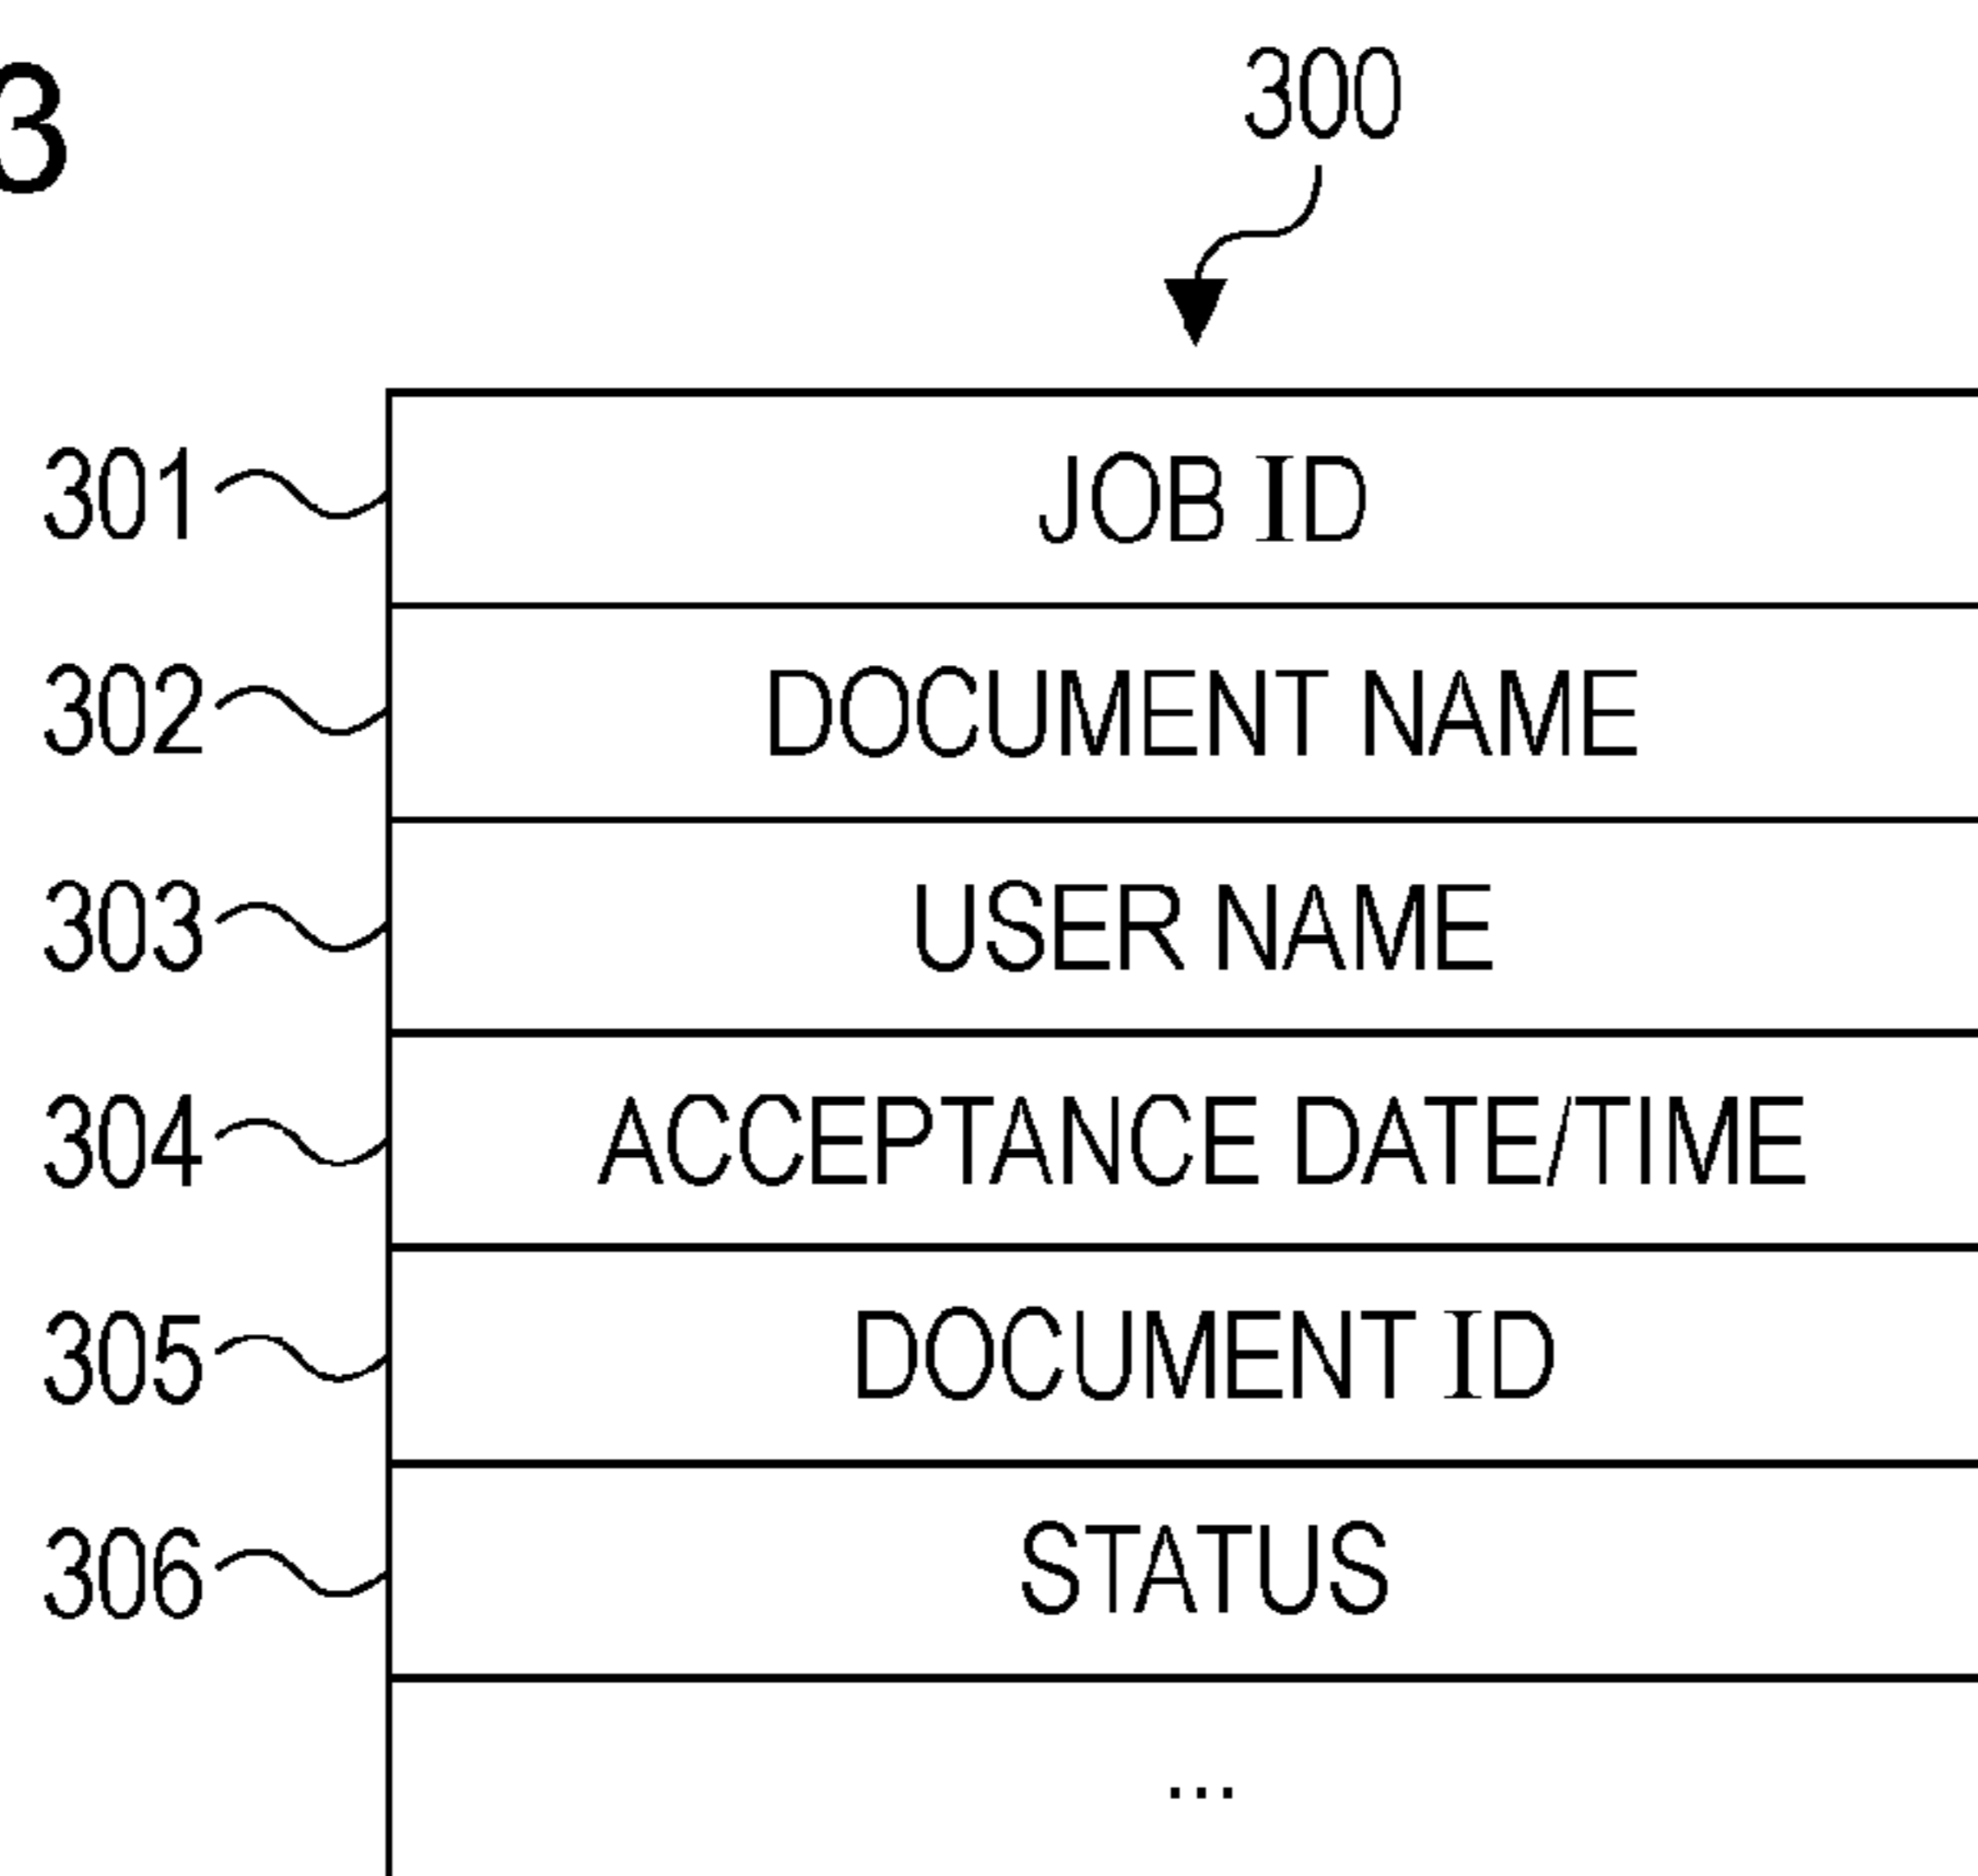 3
300
301 JOB ID
302 DOCUMENT NAME
303 USER NAME
304 ACCEPTANCE DATE/TIME
305 DOCUMENT ID
306 STATUS
...